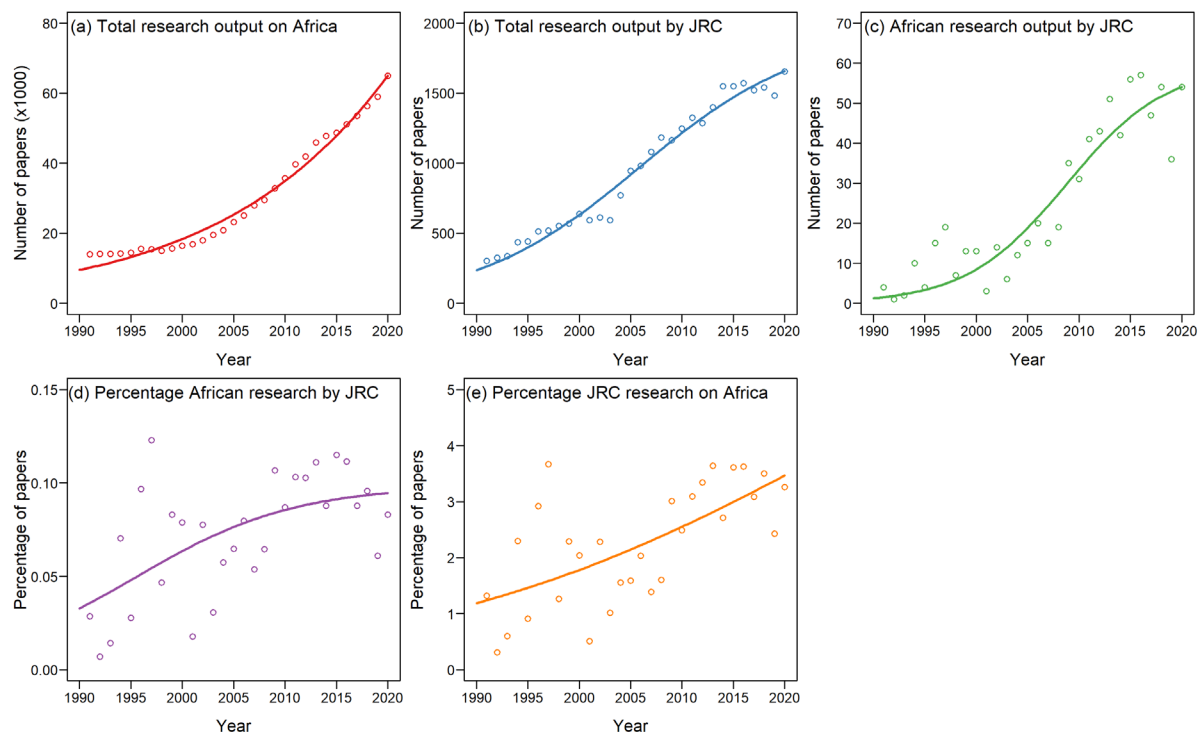 (a) Total research output on Africa
Number of papers (x1000)
80
60
40
20
0
1990 1995 2000 2005 2010 2015 2020
Year
(b) Total research output by JRC
Number of papers
2000
1500
1000
500
0
1990 1995 2000 2005 2010 2015 2020
Year
(c) African research output by JRC
Number of papers
70
60
50
40
30
20
10
0
1990 1995 2000 2005 2010 2015 2020
Year
(d) Percentage African research by JRC
Percentage of papers
0.15
0.10
0.05
0.00
1990 1995 2000 2005 2010 2015 2020
Year
(e) Percentage JRC research on Africa
Percentage of papers
5
4
3
2
1
0
1990 1995 2000 2005 2010 2015 2020
Year